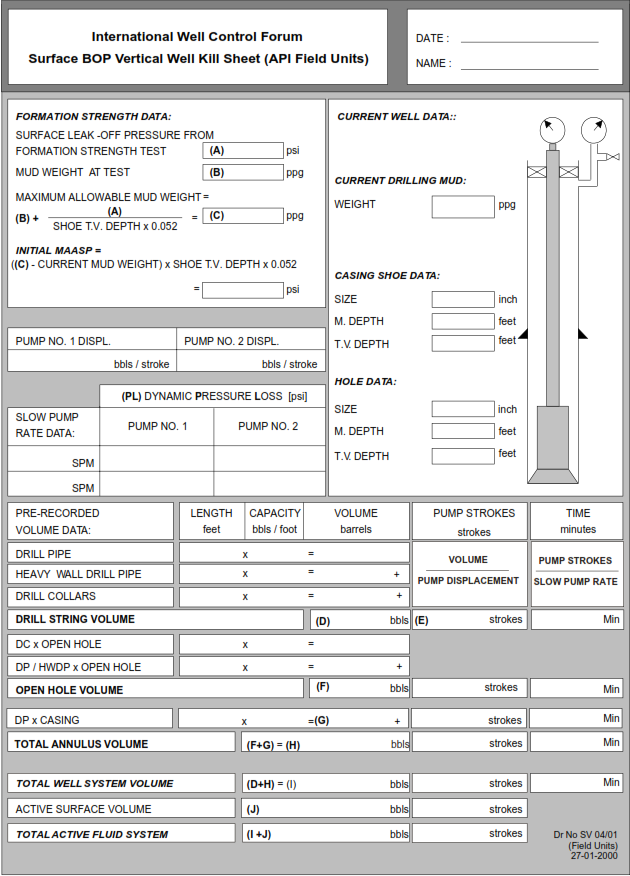 International Well Control Forum
Surface BOP Vertical Well Kill Sheet (API Field Units)
DATE :
NAME :
FORMATION STRENGTH DATA:
SURFACE LEAK -OFF PRESSURE FROM
FORMATION STRENGTH TEST (A) psi
MUD WEIGHT AT TEST (B) ppg
MAXIMUM ALLOWABLE MUD WEIGHT =
(B) + (A) = (C) ppg
SHOE T.V. DEPTH x 0.052
INITIAL MAASP =
((C) - CURRENT MUD WEIGHT) x SHOE T.V. DEPTH x 0.052
= psi
PUMP NO. 1 DISPL. PUMP NO. 2 DISPL.
bbls / stroke bbls / stroke
(PL) DYNAMIC PRESSURE LOSS [psi]
SLOW PUMP
RATE DATA: PUMP NO. 1 PUMP NO. 2
SPM
SPM
CURRENT WELL DATA::
CURRENT DRILLING MUD:
WEIGHT ppg
CASING SHOE DATA:
SIZE inch
M. DEPTH feet
T.V. DEPTH feet
HOLE DATA:
SIZE inch
M. DEPTH feet
T.V. DEPTH feet
PRE-RECORDED LENGTH CAPACITY VOLUME PUMP STROKES TIME
VOLUME DATA: feet bbls / foot barrels strokes minutes
DRILL PIPE x =
HEAVY WALL DRILL PIPE x = +
DRILL COLLARS x = +
VOLUME PUMP STROKES
PUMP DISPLACEMENT SLOW PUMP RATE
DRILL STRING VOLUME (D) bbls (E) strokes Min
DC x OPEN HOLE x =
DP / HWDP x OPEN HOLE x = +
OPEN HOLE VOLUME (F) bbls strokes Min
DP x CASING x =(G) + strokes Min
TOTAL ANNULUS VOLUME (F+G) = (H) bbls strokes Min
TOTAL WELL SYSTEM VOLUME (D+H) = (I) bbls strokes Min
ACTIVE SURFACE VOLUME (J) bbls strokes
TOTAL ACTIVE FLUID SYSTEM (I +J) bbls strokes
Dr No SV 04/01
(Field Units)
27-01-2000